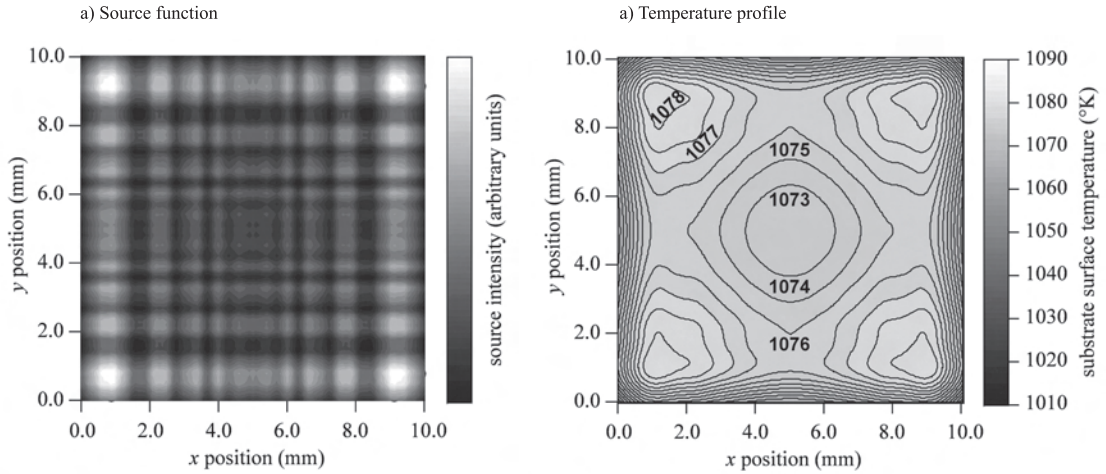 a) Source function
10.0
8.0
6.0
4.0
2.0
0.0
y position (mm)
0.0 2.0 4.0 6.0 8.0 10.0
x position (mm)
source intensity (arbitrary units)
a) Temperature profile
10.0
8.0
6.0
4.0
2.0
0.0
y position (mm)
1078
1077
1075
1073
1074
1076
0.0 2.0 4.0 6.0 8.0 10.0
x position (mm)
1090
1080
1070
1060
1050
1040
1030
1020
1010
substrate surface temperature (°K)